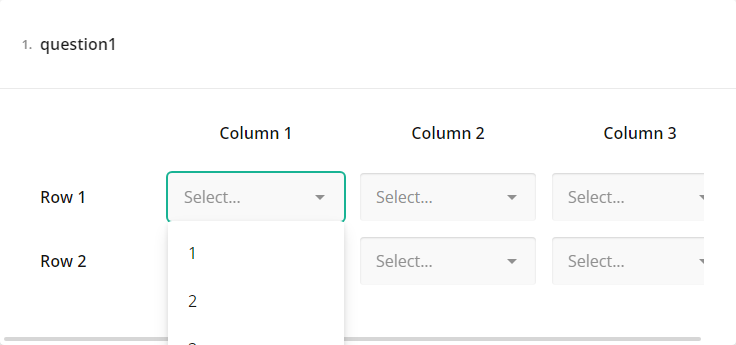 1. question1
Column 1 Column 2 Column 3
Row 1 Select... Select... Select...
1
Row 2 Select... Select...
2